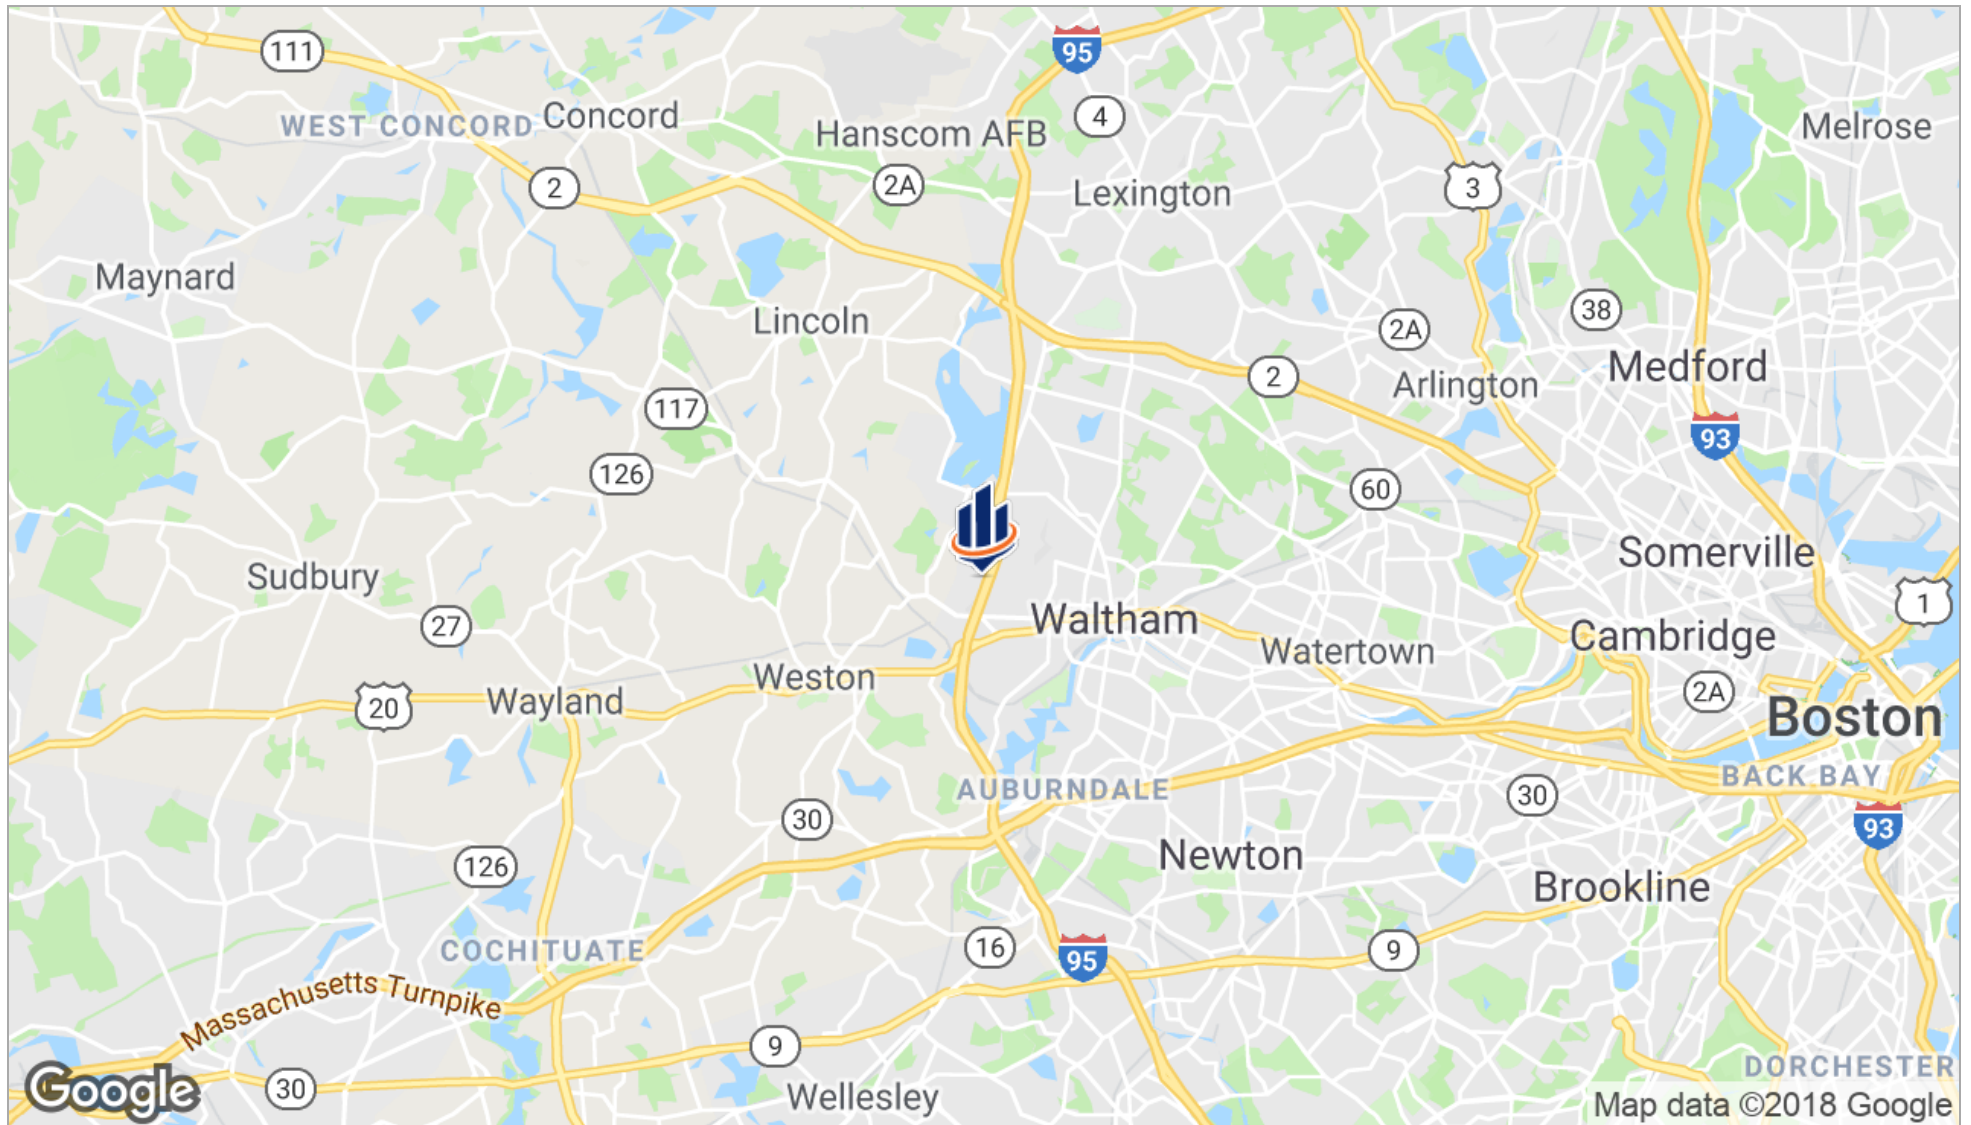 95
111
4
WEST CONCORD
Concord
Hanscom AFB
Melrose
2
2A
Lexington
3
Maynard
Lincoln
38
2A
Medford
2
Arlington
117
93
126
60
Somerville
Sudbury
1
27
Waltham
Cambridge
Watertown
Weston
2A
20
Wayland
Boston
AUBURNDALE
BACK BAY
30
30
93
Newton
126
Brookline
COCHITUATE
16
95
9
Massachusetts Turnpike
9
DORCHESTER
Google
30
Wellesley
Map data ©2018 Google